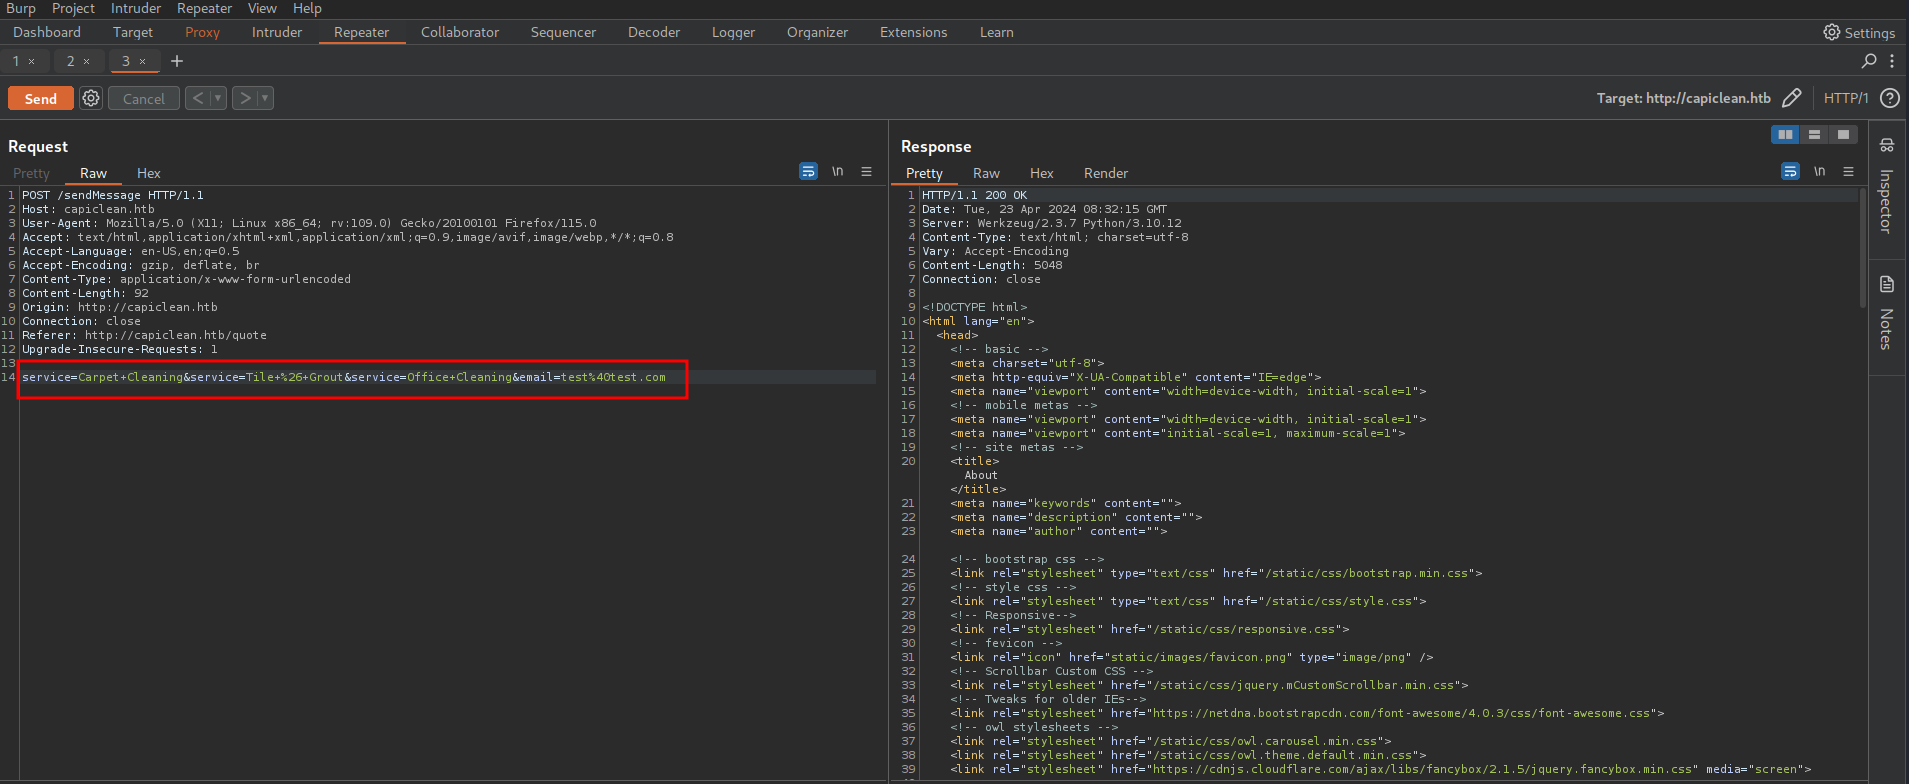 Burp Project Intruder Repeater View Help
Dashboard Target Proxy Intruder Repeater Collaborator Sequencer Decoder Logger Organizer Extensions Learn Settings
1 × 2 × 3 × +
Send Cancel < > Target: http://capiclean.htb HTTP/1
Request
Pretty Raw Hex \n
1 POST /sendMessage HTTP/1.1
2 Host: capiclean.htb
3 User-Agent: Mozilla/5.0 (X11; Linux x86_64; rv:109.0) Gecko/20100101 Firefox/115.0
4 Accept: text/html,application/xhtml+xml,application/xml;q=0.9,image/avif,image/webp,*/*;q=0.8
5 Accept-Language: en-US,en;q=0.5
6 Accept-Encoding: gzip, deflate, br
7 Content-Type: application/x-www-form-urlencoded
8 Content-Length: 92
9 Origin: http://capiclean.htb
10 Connection: close
11 Referer: http://capiclean.htb/quote
12 Upgrade-Insecure-Requests: 1
13
14 service=Carpet+Cleaning&service=Tile+%26+Grout&service=Office+Cleaning&email=test%40test.com
Response
Pretty Raw Hex Render \n
1 HTTP/1.1 200 OK
2 Date: Tue, 23 Apr 2024 08:32:15 GMT
3 Server: Werkzeug/2.3.7 Python/3.10.12
4 Content-Type: text/html; charset=utf-8
5 Vary: Accept-Encoding
6 Content-Length: 5048
7 Connection: close
8
9 <!DOCTYPE html>
10 <html lang="en">
11 <head>
12 <!-- basic -->
13 <meta charset="utf-8">
14 <meta http-equiv="X-UA-Compatible" content="IE=edge">
15 <meta name="viewport" content="width=device-width, initial-scale=1">
16 <!-- mobile metas -->
17 <meta name="viewport" content="width=device-width, initial-scale=1">
18 <meta name="viewport" content="initial-scale=1, maximum-scale=1">
19 <!-- site metas -->
20 <title>
About
</title>
21 <meta name="keywords" content="">
22 <meta name="description" content="">
23 <meta name="author" content="">
24 <!-- bootstrap css -->
25 <link rel="stylesheet" type="text/css" href="/static/css/bootstrap.min.css">
26 <!-- style css -->
27 <link rel="stylesheet" type="text/css" href="/static/css/style.css">
28 <!-- Responsive-->
29 <link rel="stylesheet" href="/static/css/responsive.css">
30 <!-- fevicon -->
31 <link rel="icon" href="static/images/favicon.png" type="image/png" />
32 <!-- Scrollbar Custom CSS -->
33 <link rel="stylesheet" href="/static/css/jquery.mCustomScrollbar.min.css">
34 <!-- Tweaks for older IEs-->
35 <link rel="stylesheet" href="https://netdna.bootstrapcdn.com/font-awesome/4.0.3/css/font-awesome.css">
36 <!-- owl stylesheets -->
37 <link rel="stylesheet" href="/static/css/owl.carousel.min.css">
38 <link rel="stylesheet" href="/static/css/owl.theme.default.min.css">
39 <link rel="stylesheet" href="https://cdnjs.cloudflare.com/ajax/libs/fancybox/2.1.5/jquery.fancybox.min.css" media="screen">
Inspector
Notes